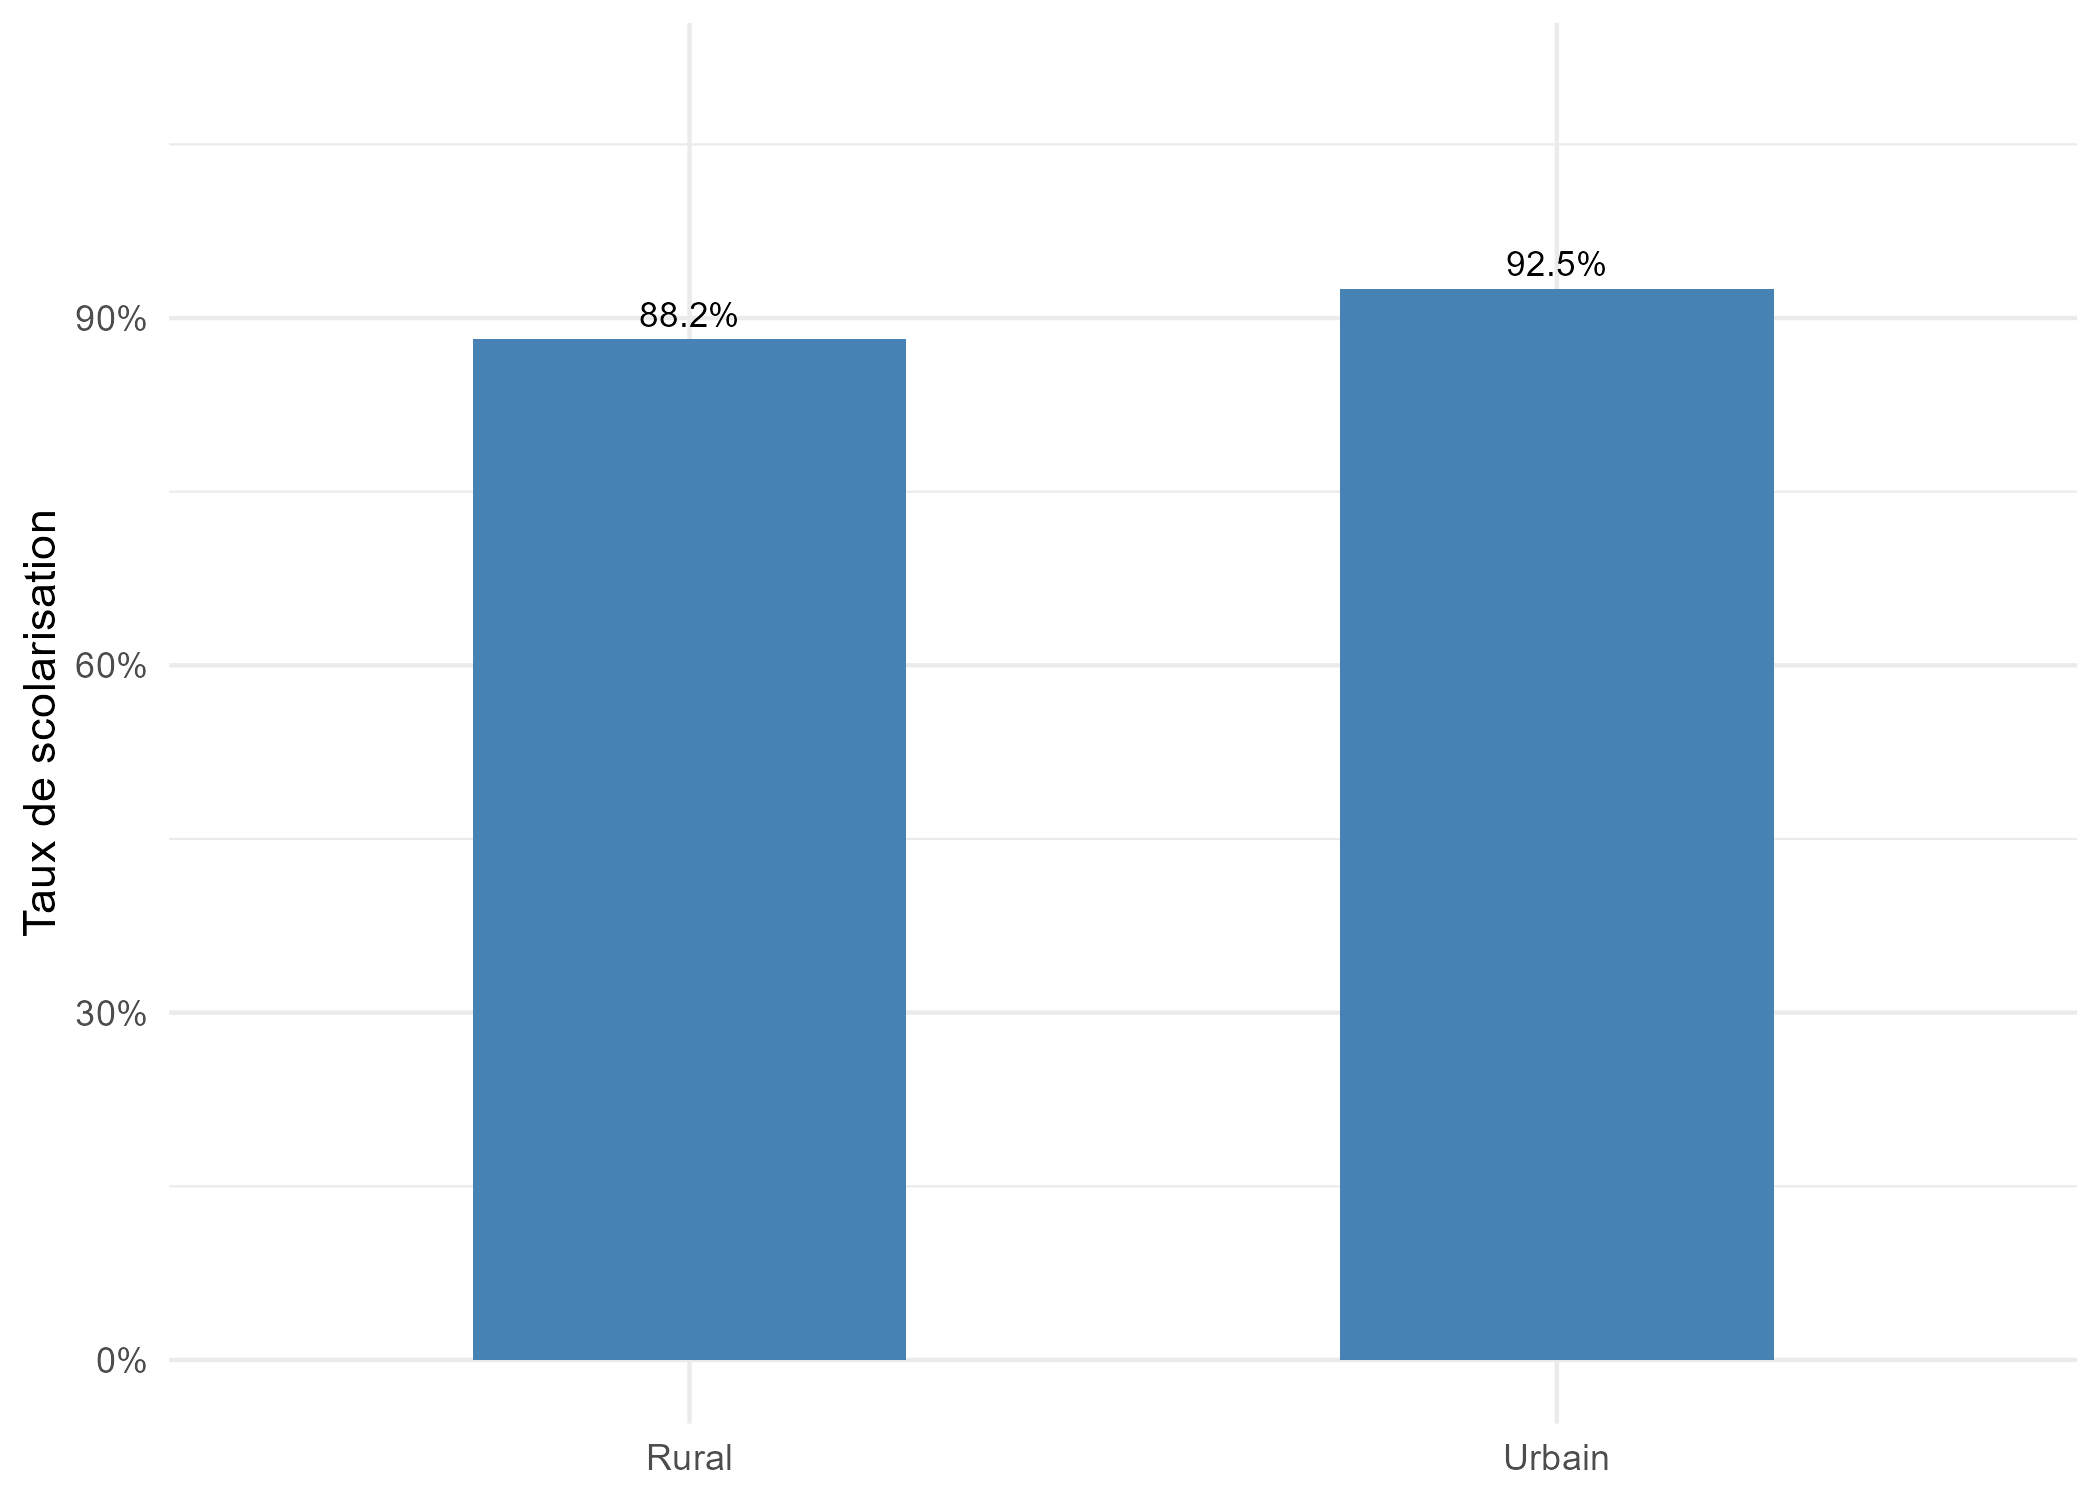 92.5%
88.2%
90%
60%
30%
0%
Taux de scolarisation
Rural
Urbain